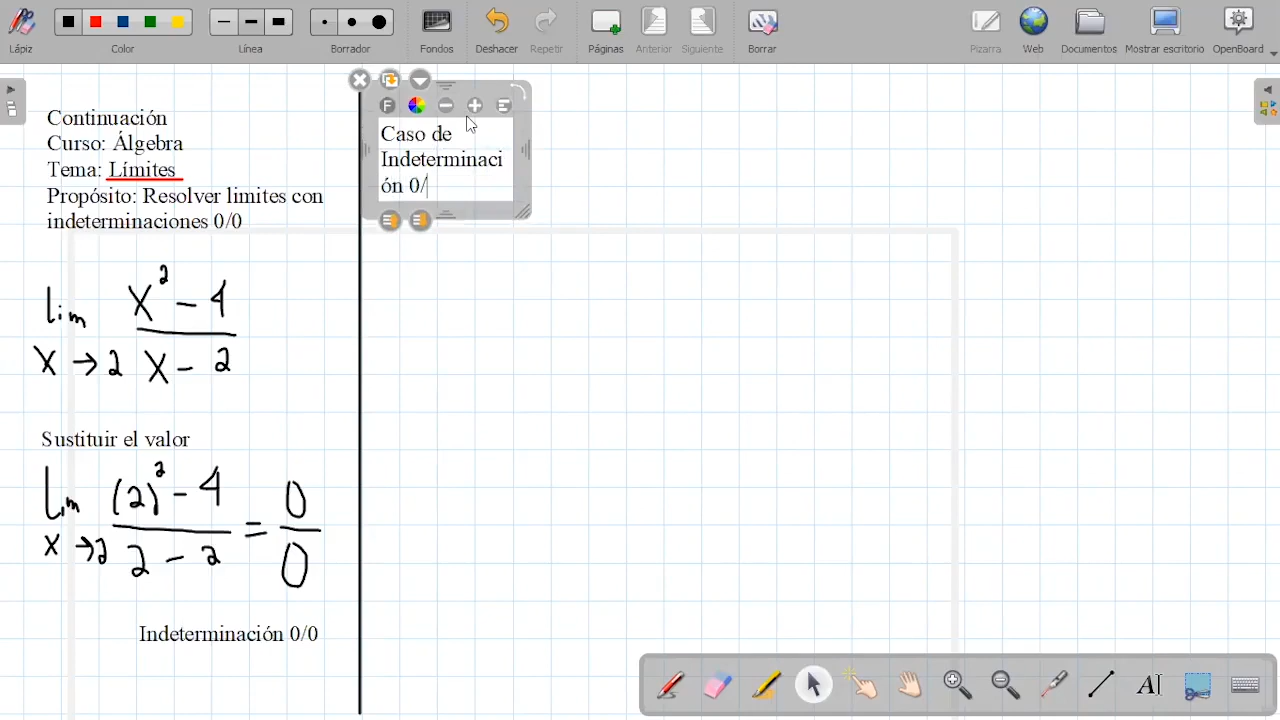 Lápiz
Color
Línea
Borrador
Fondos
Deshacer
Repetir
Páginas
Anterior
Siguiente
Borrar
Pizarra
Web
Documentos
Mostrar escritorio
OpenBoard
Continuación
Curso: Álgebra
Tema: Límites
Propósito: Resolver limites con
indeterminaciones 0/0
lim x² - 4
x → 2 x - 2
Sustituir el valor
Lim (2)² - 4 = 0
x → 2 2 - 2 0
Indeterminación 0/0
F
Caso de
Indeterminaci
ón 0/
A